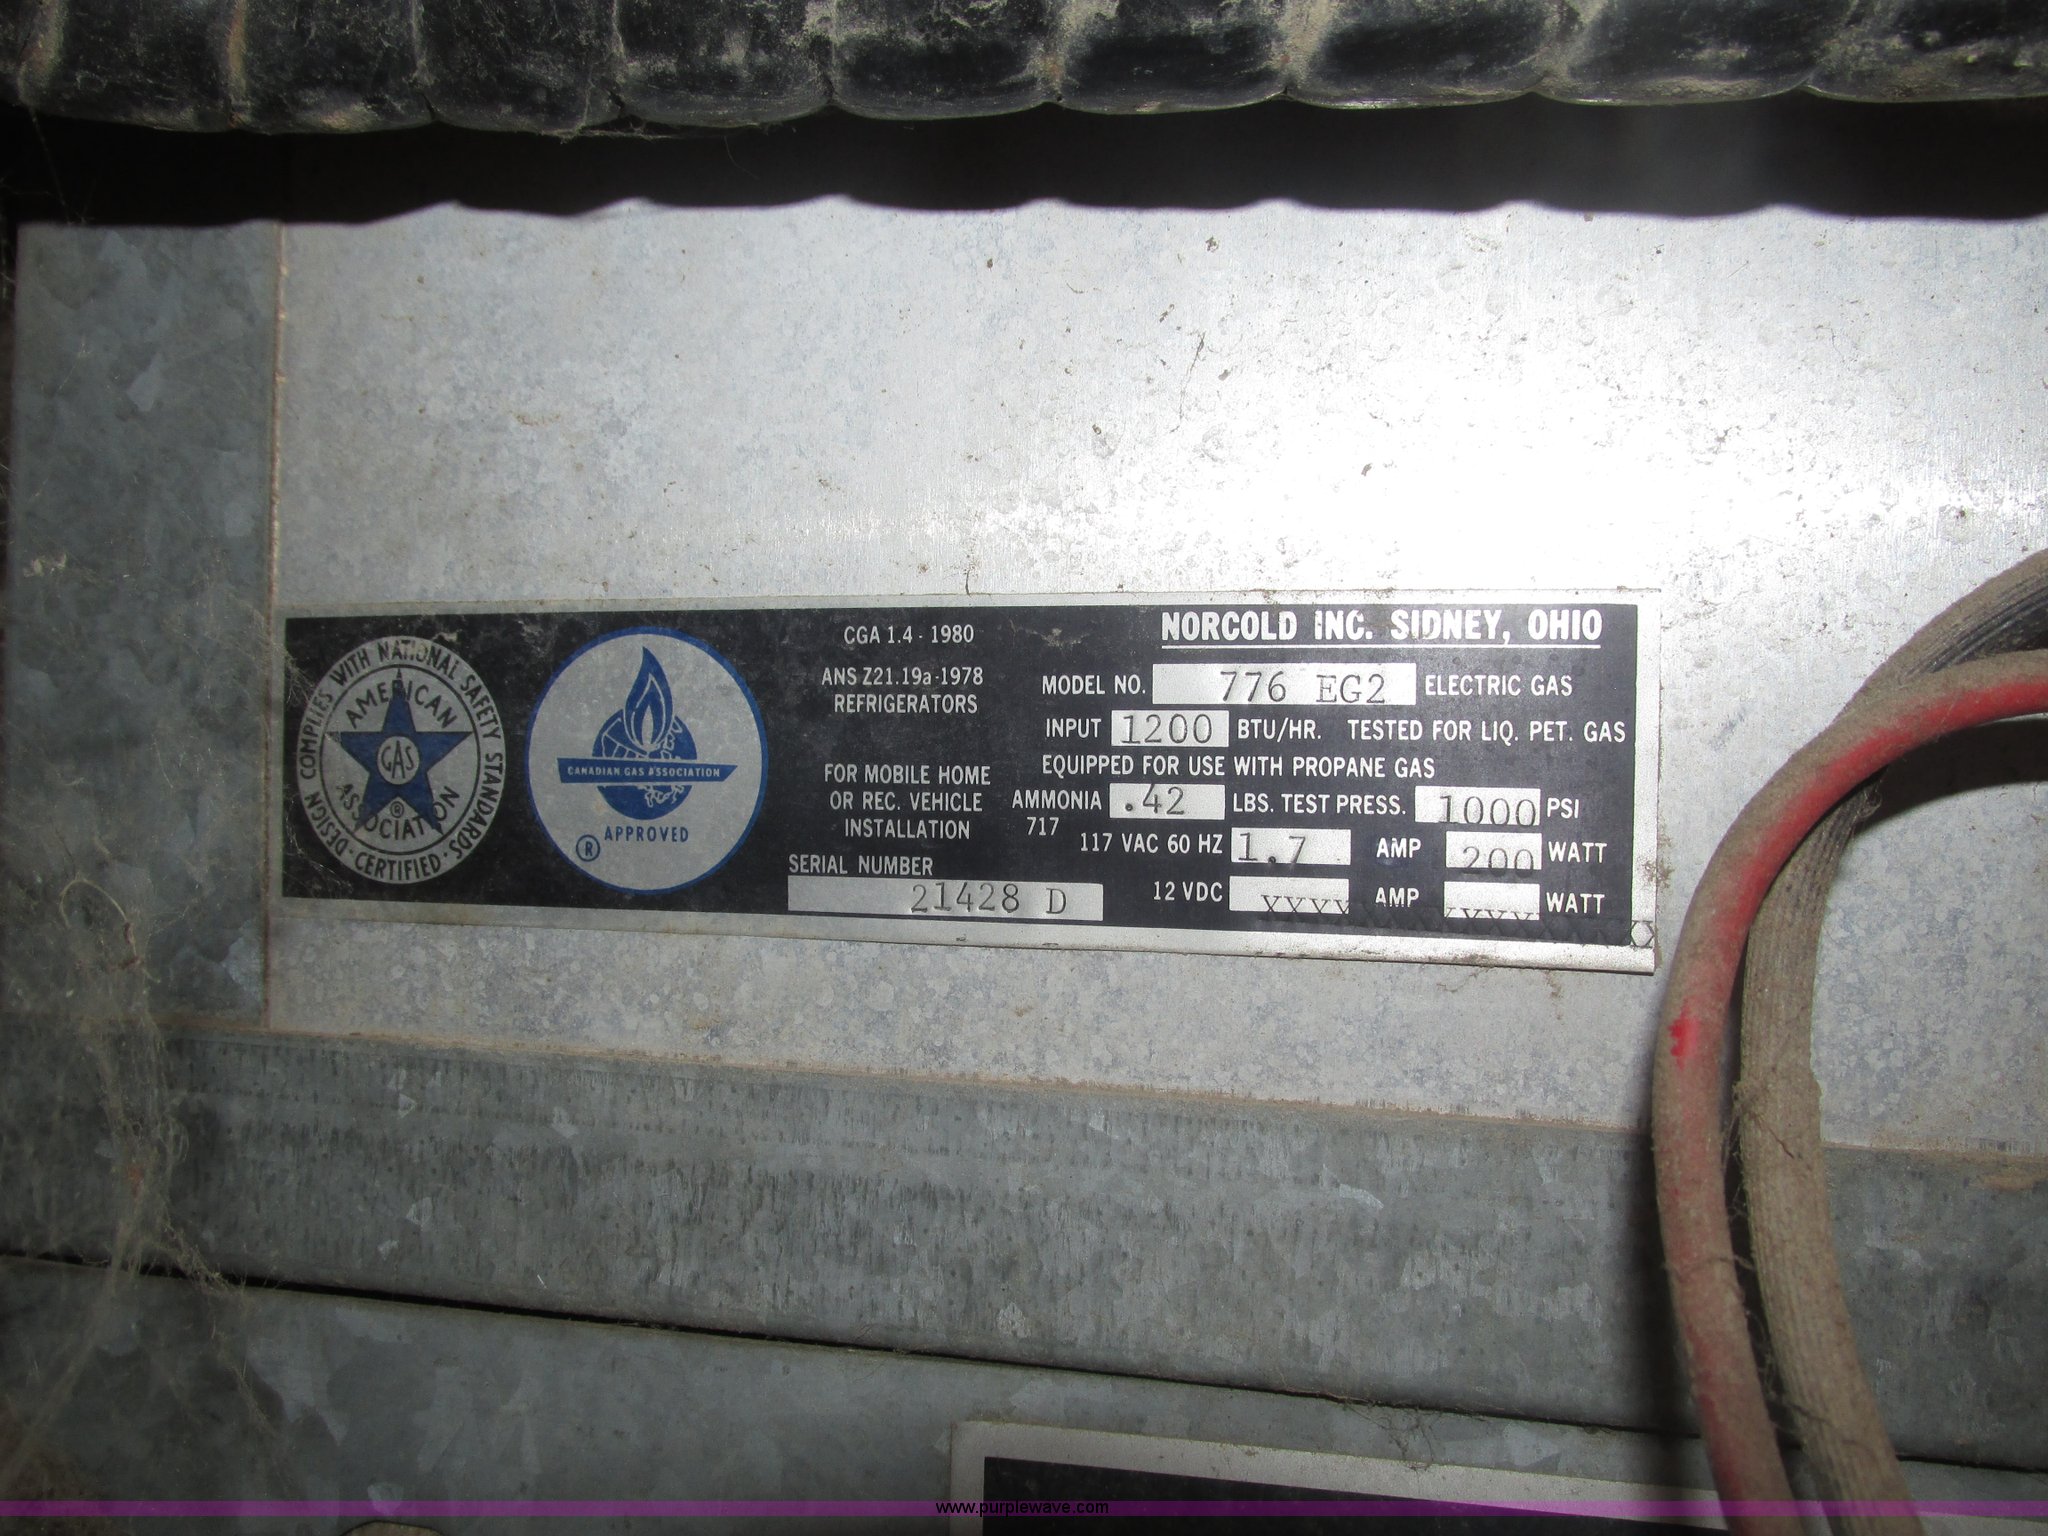 DESIGN COMPLIES WITH NATIONAL SAFETY STANDARDS.
· CERTIFIED ·
AMERICAN
GAS
®
ASSOCIATION
CANADIAN GAS ASSOCIATION
® APPROVED
CGA 1.4 - 1980
ANS Z21.19a-1978
REFRIGERATORS
FOR MOBILE HOME
OR REC. VEHICLE
INSTALLATION
SERIAL NUMBER
21428 D
NORCOLD INC. SIDNEY, OHIO
MODEL NO. 776 EG2 ELECTRIC GAS
INPUT 1200 BTU/HR. TESTED FOR LIQ. PET. GAS
EQUIPPED FOR USE WITH PROPANE GAS
AMMONIA .42 LBS. TEST PRESS. 1000 PSI
717
117 VAC 60 HZ 1.7 AMP 200 WATT
12 VDC XXXX AMP XXXX WATT
www.purplewave.com